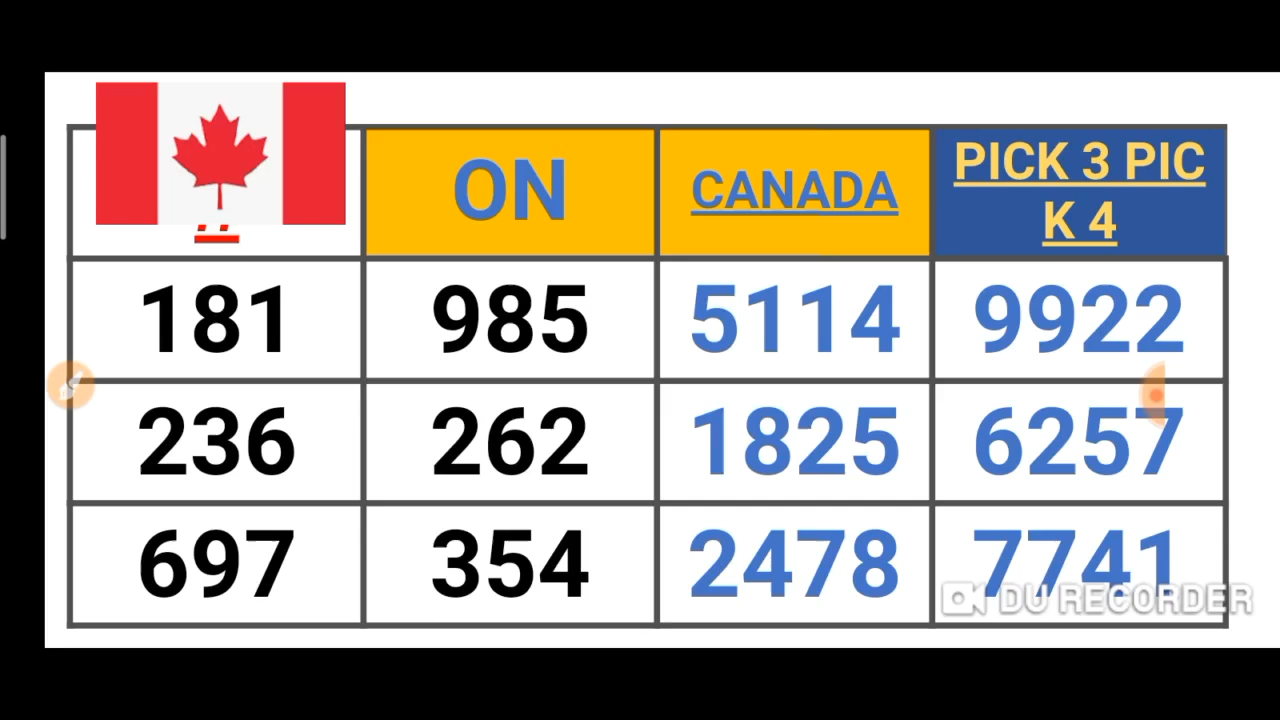 ON
CANADA
PICK 3 PIC
K 4
181 985 5114 9922
236 262 1825 6257
697 354 2478 7741
DU RECORDER